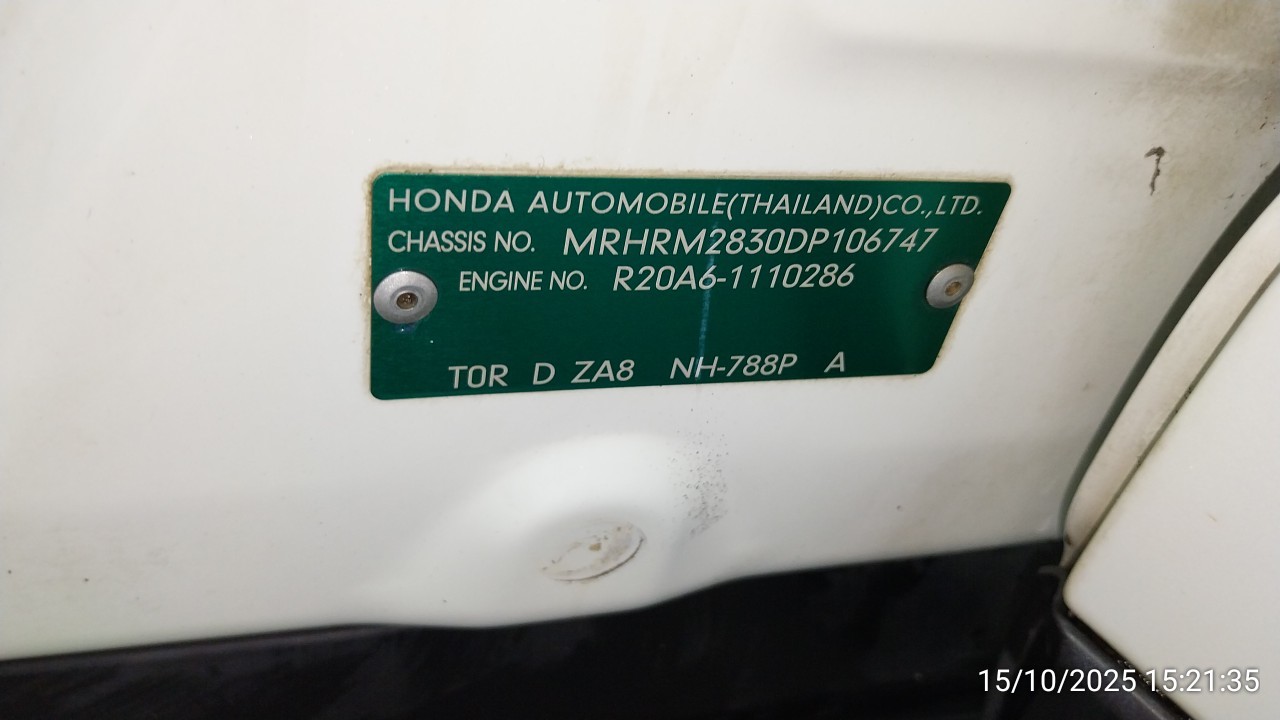 HONDA AUTOMOBILE(THAILAND)CO.,LTD.
CHASSIS NO. MRHRM2830DP106747
ENGINE NO. R20A6-1110286
TOR D ZA8 NH-788P A
15/10/2025 15:21:35